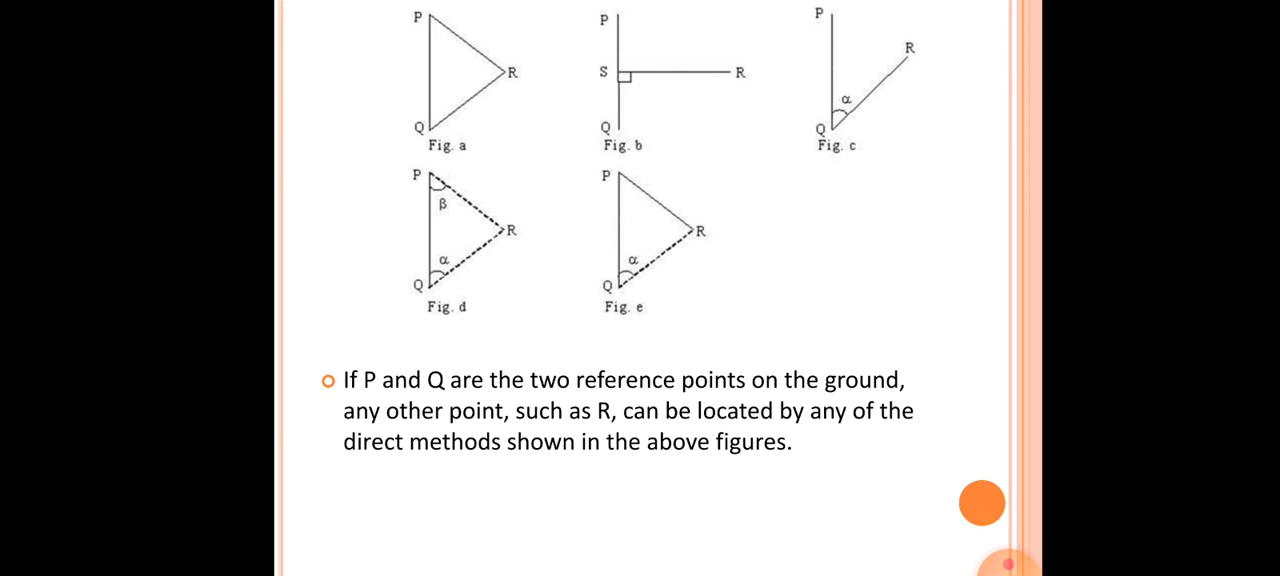 P P P
R S R R
α
Q Q Q
Fig. a Fig. b Fig. c
P P
β
R R
α α
Q Q
Fig. d Fig. e
If P and Q are the two reference points on the ground,
any other point, such as R, can be located by any of the
direct methods shown in the above figures.